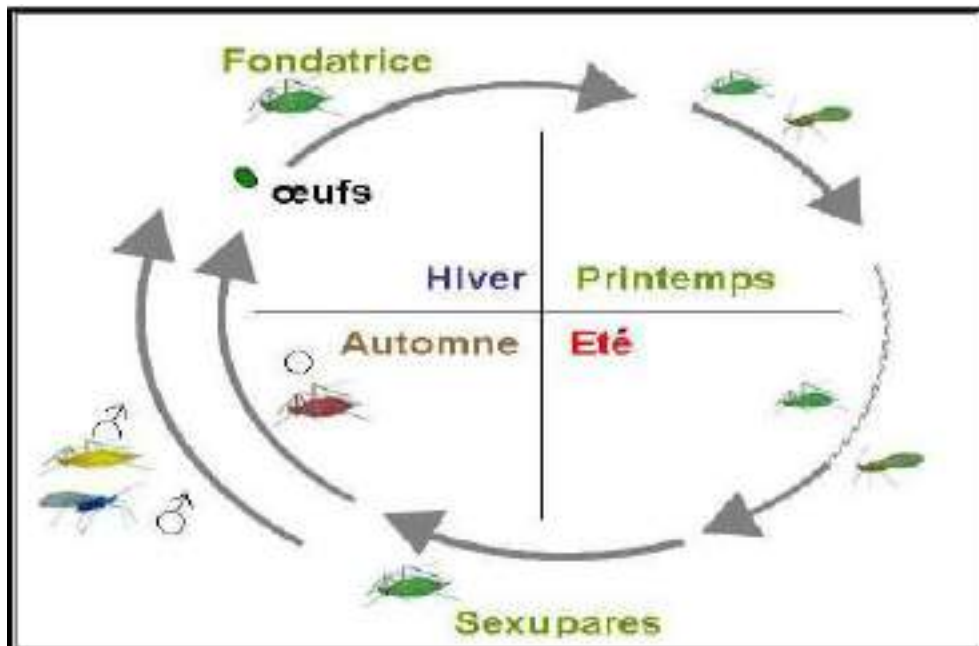 Fondatrice
œufs
Hiver
Printemps
Automne
Eté
♂
♂
Sexupares